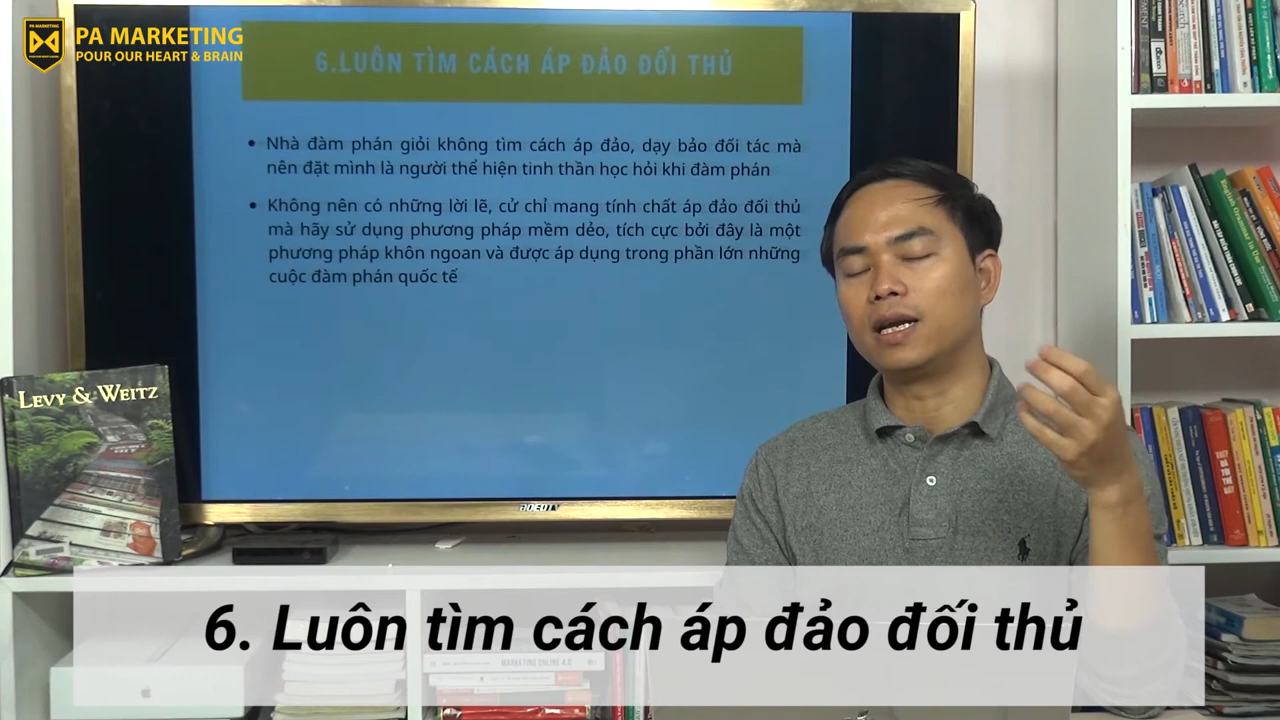 PA MARKETING
POUR OUR HEART & BRAIN
6.LUÔN TÌM CÁCH ÁP ĐẢO ĐỐI THỦ
Nhà đàm phán giỏi không tìm cách áp đảo, dạy bảo đối tác mà
nên đặt mình là người thể hiện tinh thần học hỏi khi đàm phán
Không nên có những lời lẽ, cử chỉ mang tính chất áp đảo đối thủ
mà hãy sử dụng phương pháp mềm dẻo, tích cực bởi đây là một
phương pháp khôn ngoan và được áp dụng trong phần lớn những
cuộc đàm phán quốc tế
LEVY & WEITZ
6. Luôn tìm cách áp đảo đối thủ
MARKETING ONLINE 4.0